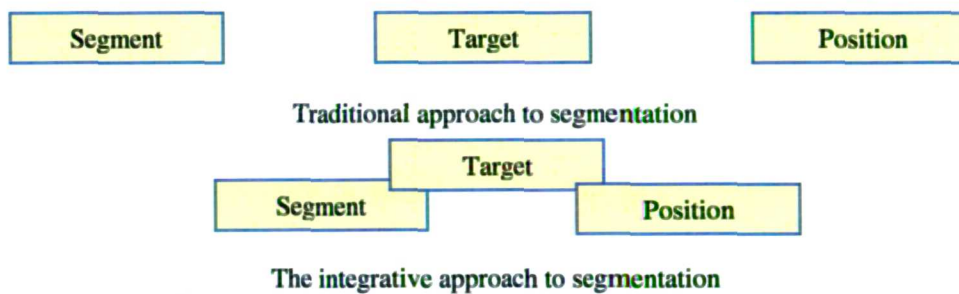 Segment Target Position
Traditional approach to segmentation
Target
Segment Position
The integrative approach to segmentation